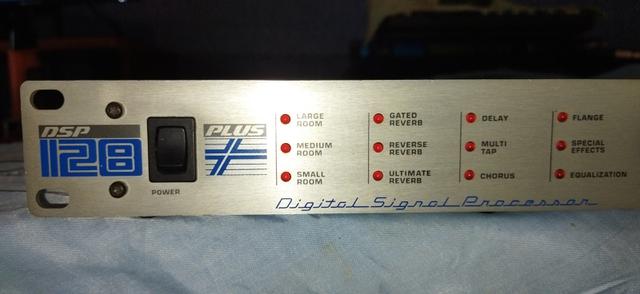 DSP
128
PLUS
POWER
LARGE
ROOM
MEDIUM
ROOM
SMALL
ROOM
GATED
REVERB
REVERSE
REVERB
ULTIMATE
REVERB
DELAY
MULTI
TAP
CHORUS
FLANGE
SPECIAL
EFFECTS
EQUALIZATION
Digital Signal Processor